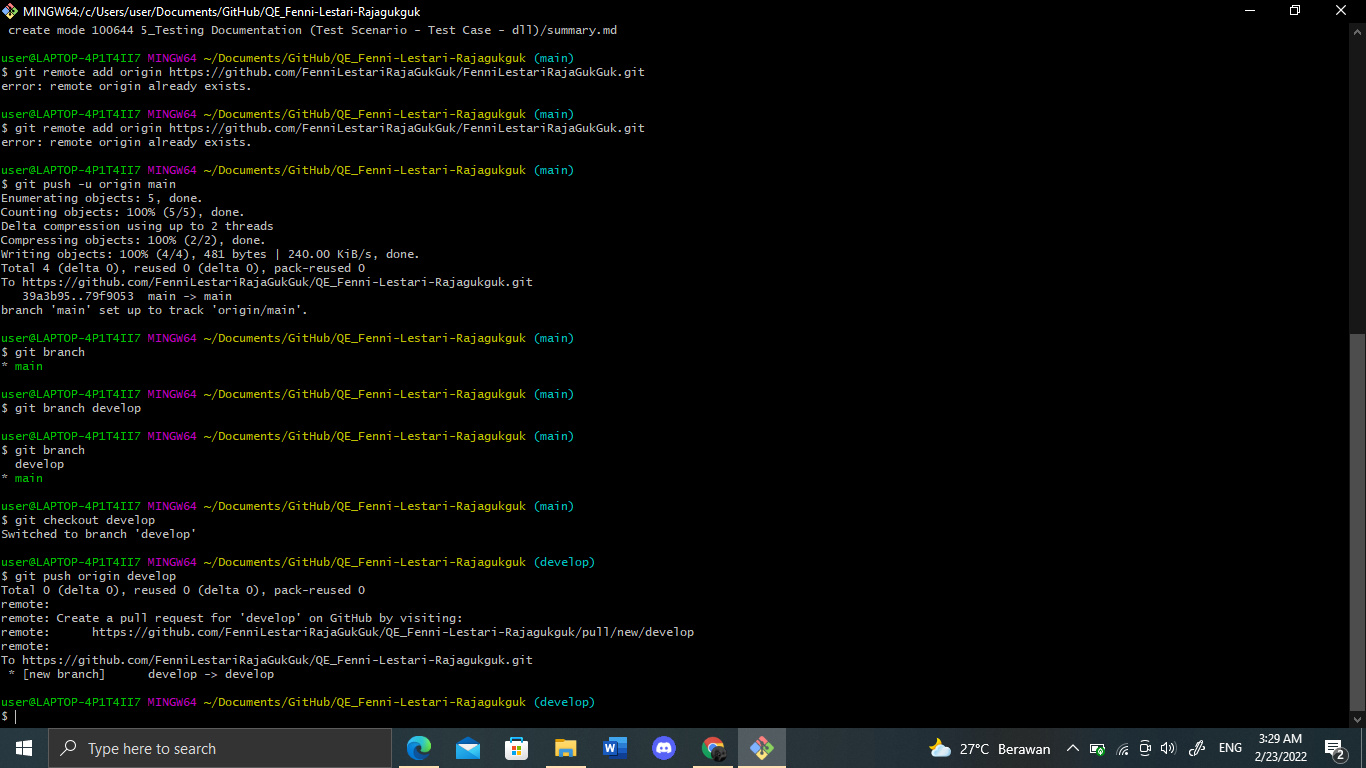 MINGW64:/c/Users/user/Documents/GitHub/QE_Fenni-Lestari-Rajagukguk
 create mode 100644 5_Testing Documentation (Test Scenario - Test Case - dll)/summary.md

user@LAPTOP-4P1T4II7 MINGW64 ~/Documents/GitHub/QE_Fenni-Lestari-Rajagukguk (main)
$ git remote add origin https://github.com/FenniLestariRajaGukGuk/FenniLestariRajaGukGuk.git
error: remote origin already exists.

user@LAPTOP-4P1T4II7 MINGW64 ~/Documents/GitHub/QE_Fenni-Lestari-Rajagukguk (main)
$ git remote add origin https://github.com/FenniLestariRajaGukGuk/FenniLestariRajaGukGuk.git
error: remote origin already exists.

user@LAPTOP-4P1T4II7 MINGW64 ~/Documents/GitHub/QE_Fenni-Lestari-Rajagukguk (main)
$ git push -u origin main
Enumerating objects: 5, done.
Counting objects: 100% (5/5), done.
Delta compression using up to 2 threads
Compressing objects: 100% (2/2), done.
Writing objects: 100% (4/4), 481 bytes | 240.00 KiB/s, done.
Total 4 (delta 0), reused 0 (delta 0), pack-reused 0
To https://github.com/FenniLestariRajaGukGuk/QE_Fenni-Lestari-Rajagukguk.git
   39a3b95..79f9053  main -> main
branch 'main' set up to track 'origin/main'.

user@LAPTOP-4P1T4II7 MINGW64 ~/Documents/GitHub/QE_Fenni-Lestari-Rajagukguk (main)
$ git branch
* main

user@LAPTOP-4P1T4II7 MINGW64 ~/Documents/GitHub/QE_Fenni-Lestari-Rajagukguk (main)
$ git branch develop

user@LAPTOP-4P1T4II7 MINGW64 ~/Documents/GitHub/QE_Fenni-Lestari-Rajagukguk (main)
$ git branch
  develop
* main

user@LAPTOP-4P1T4II7 MINGW64 ~/Documents/GitHub/QE_Fenni-Lestari-Rajagukguk (main)
$ git checkout develop
Switched to branch 'develop'

user@LAPTOP-4P1T4II7 MINGW64 ~/Documents/GitHub/QE_Fenni-Lestari-Rajagukguk (develop)
$ git push origin develop
Total 0 (delta 0), reused 0 (delta 0), pack-reused 0
remote:
remote: Create a pull request for 'develop' on GitHub by visiting:
remote:      https://github.com/FenniLestariRajaGukGuk/QE_Fenni-Lestari-Rajagukguk/pull/new/develop
remote:
To https://github.com/FenniLestariRajaGukGuk/QE_Fenni-Lestari-Rajagukguk.git
 * [new branch]      develop -> develop

user@LAPTOP-4P1T4II7 MINGW64 ~/Documents/GitHub/QE_Fenni-Lestari-Rajagukguk (develop)
$
Type here to search
27°C Berawan
ENG
3:29 AM
2/23/2022
2